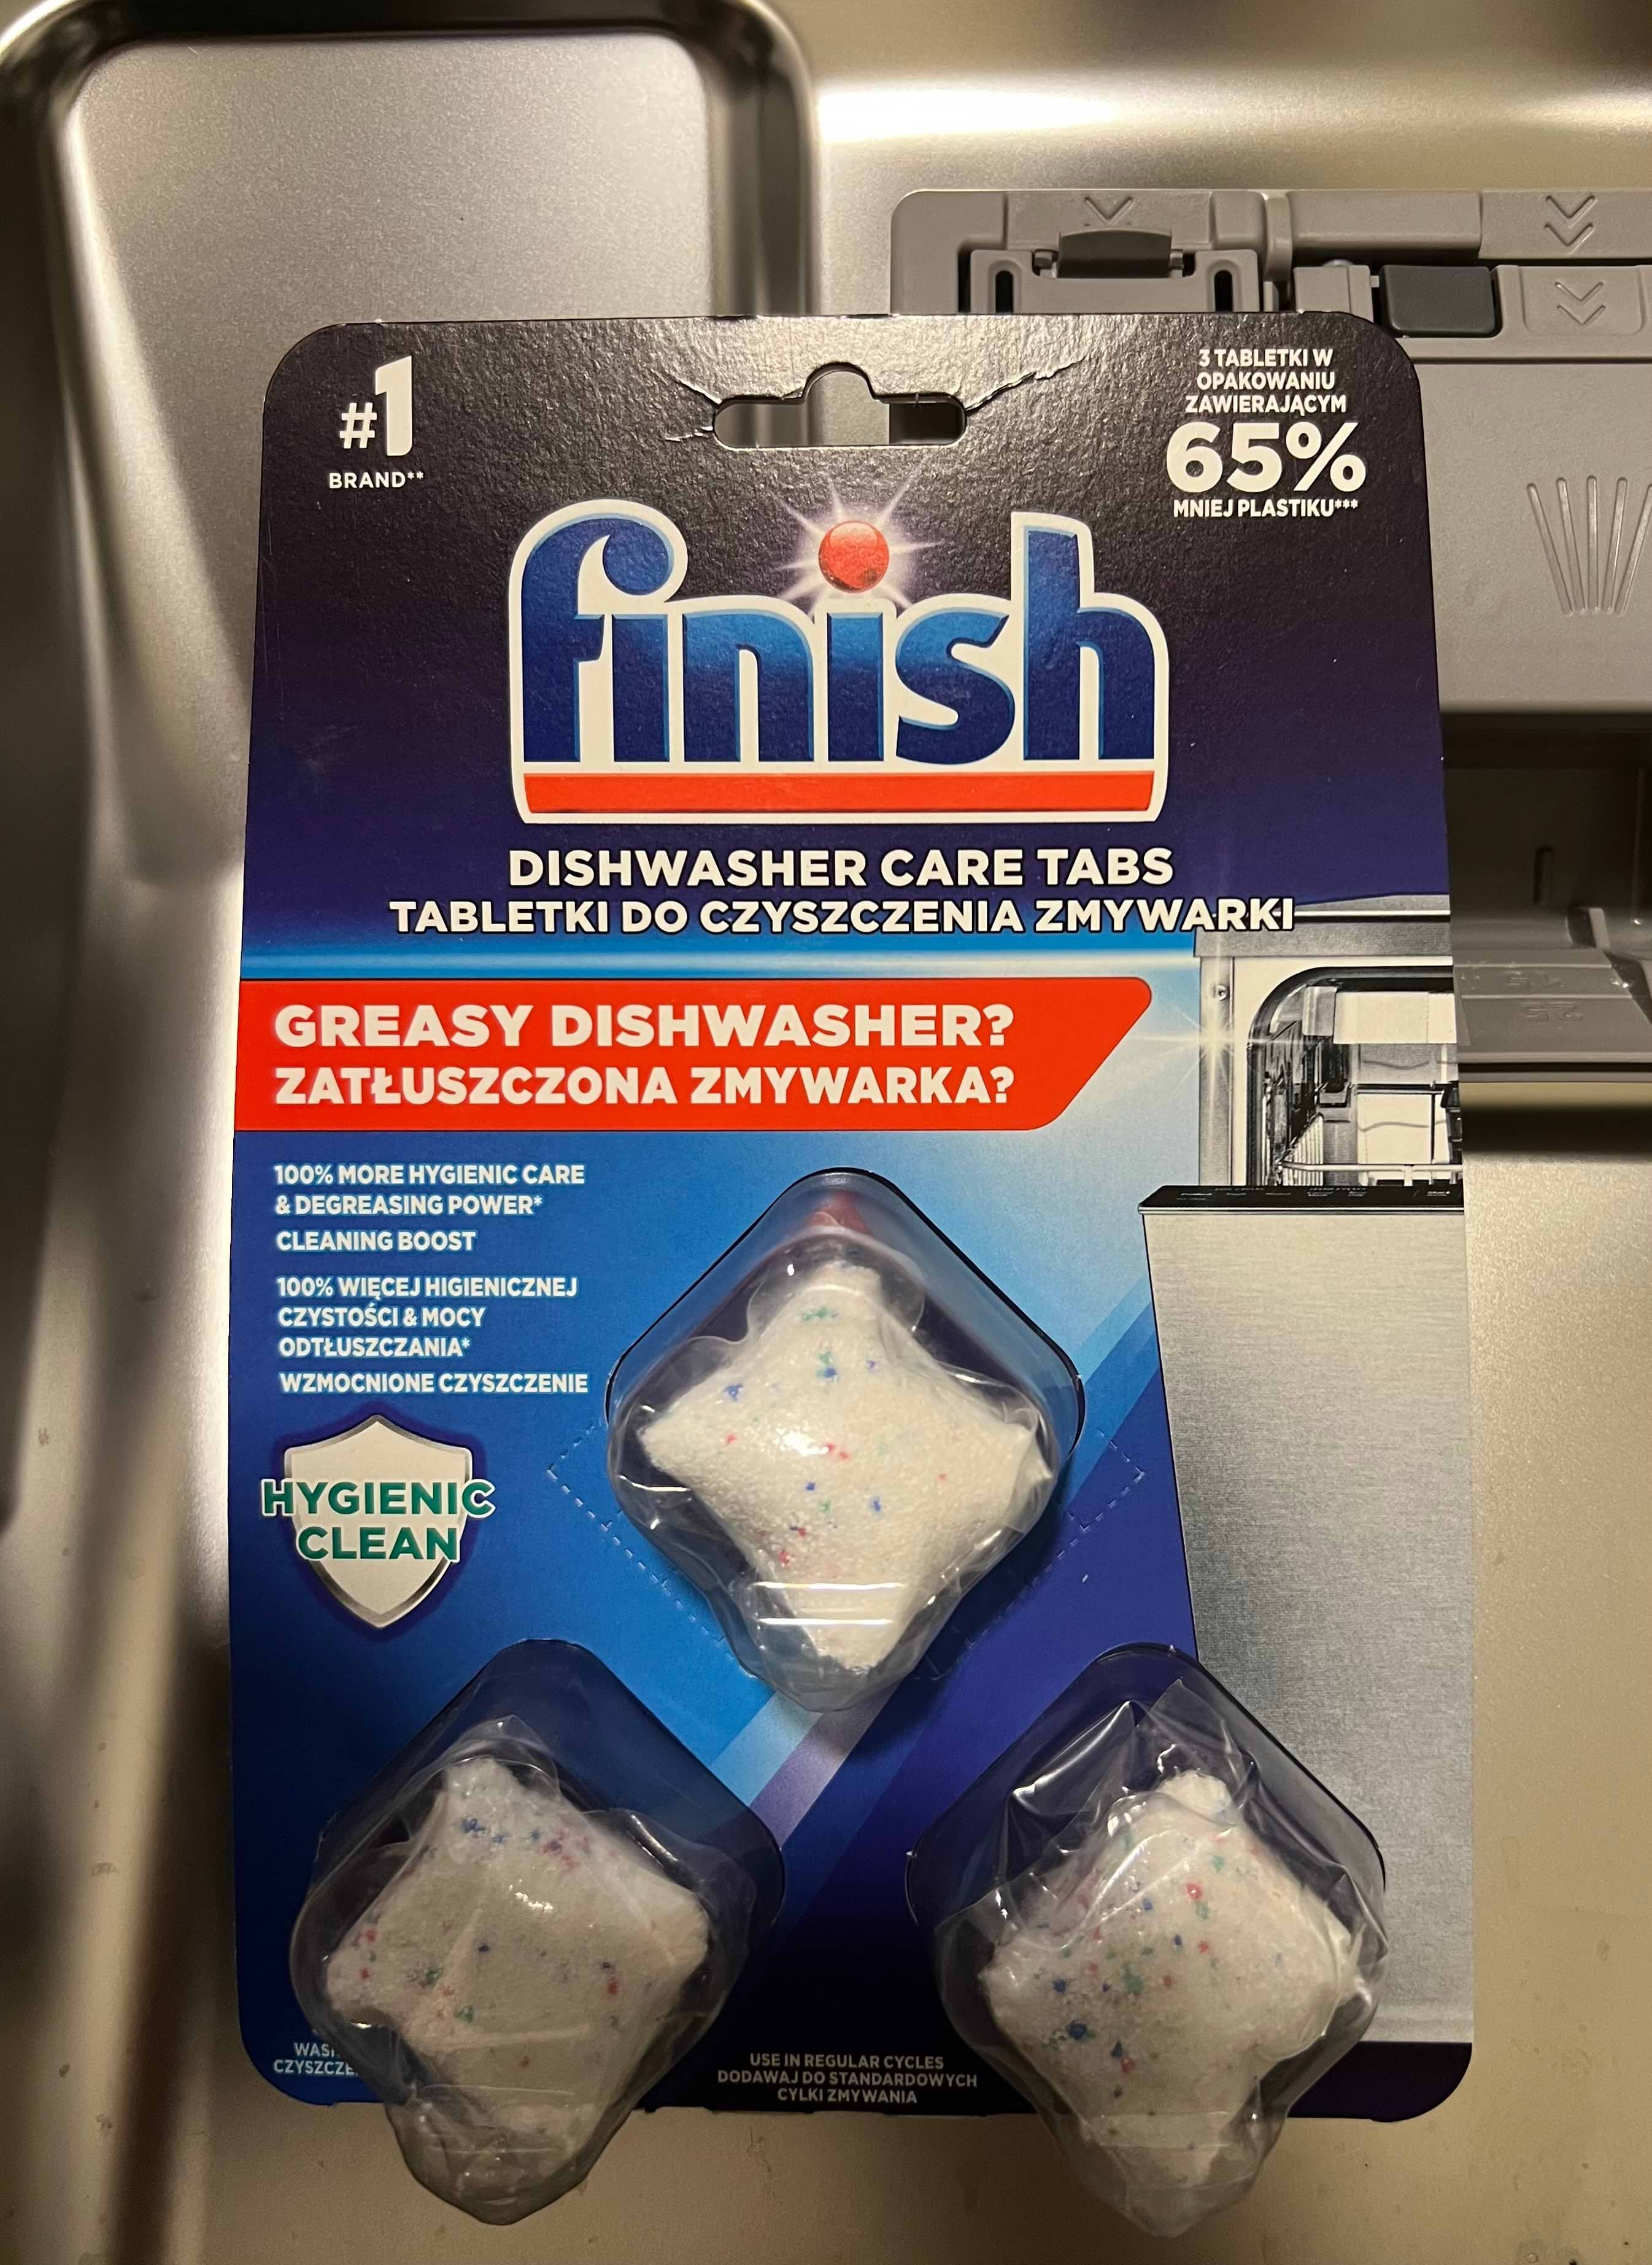 #1
BRAND**
3 TABLETKI W
OPAKOWANIU
ZAWIERAJĄCYM
65%
MNIEJ PLASTIKU***
finish
DISHWASHER CARE TABS
TABLETKI DO CZYSZCZENIA ZMYWARKI
GREASY DISHWASHER?
ZATŁUSZCZONA ZMYWARKA?
100% MORE HYGIENIC CARE
& DEGREASING POWER*
CLEANING BOOST
100% WIĘCEJ HIGIENICZNEJ
CZYSTOŚCI & MOCY
ODTŁUSZCZANIA*
WZMOCNIONE CZYSZCZENIE
HYGIENIC
CLEAN
USE IN REGULAR CYCLES
DODAWAJ DO STANDARDOWYCH
CYLKI ZMYWANIA
25